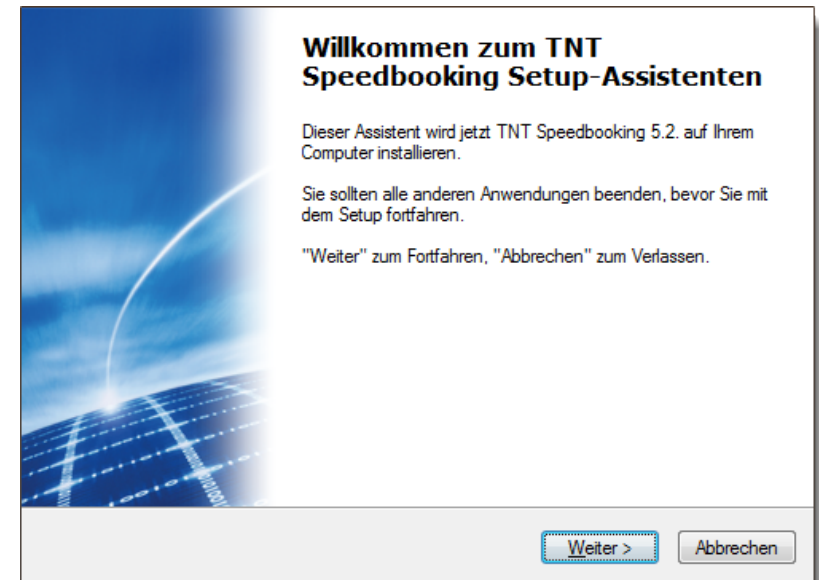 Willkommen zum TNT
Speedbooking Setup-Assistenten
Dieser Assistent wird jetzt TNT Speedbooking 5.2. auf Ihrem
Computer installieren.
Sie sollten alle anderen Anwendungen beenden, bevor Sie mit
dem Setup fortfahren.
"Weiter" zum Fortfahren, "Abbrechen" zum Verlassen.
Weiter >
Abbrechen